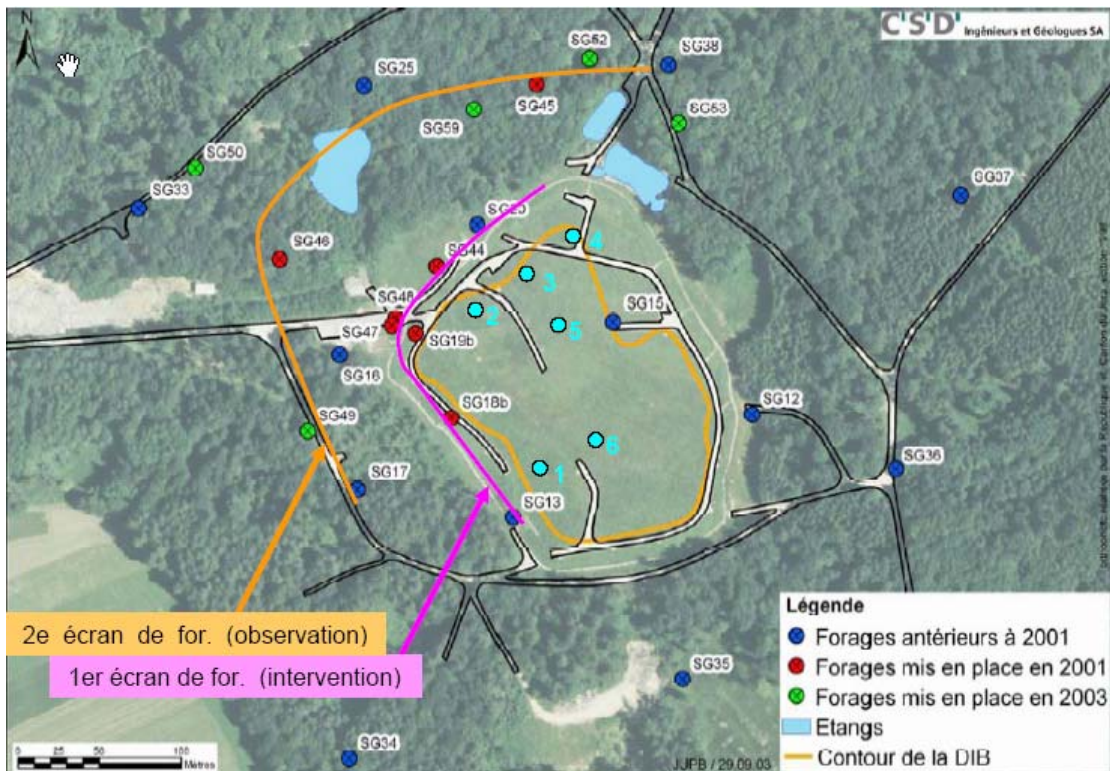 N
C'S'D' Ingénieurs et Géologues SA
SG52
SG38
SG25
SG45
SG59
SG53
SG50
SG33
SG07
SG20
SG46
SG44
4
3
SG48
2
SG15
5
SG47
SG19b
SG16
SG18b
SG12
SG49
6
1
SG36
SG17
SG13
2e écran de for. (observation)
1er écran de for. (intervention)
SG35
SG34
Légende
Forages antérieurs à 2001
Forages mis en place en 2001
Forages mis en place en 2003
Etangs
Contour de la DIB
0 25 50 100
Mètres
JJPB / 29.09.03